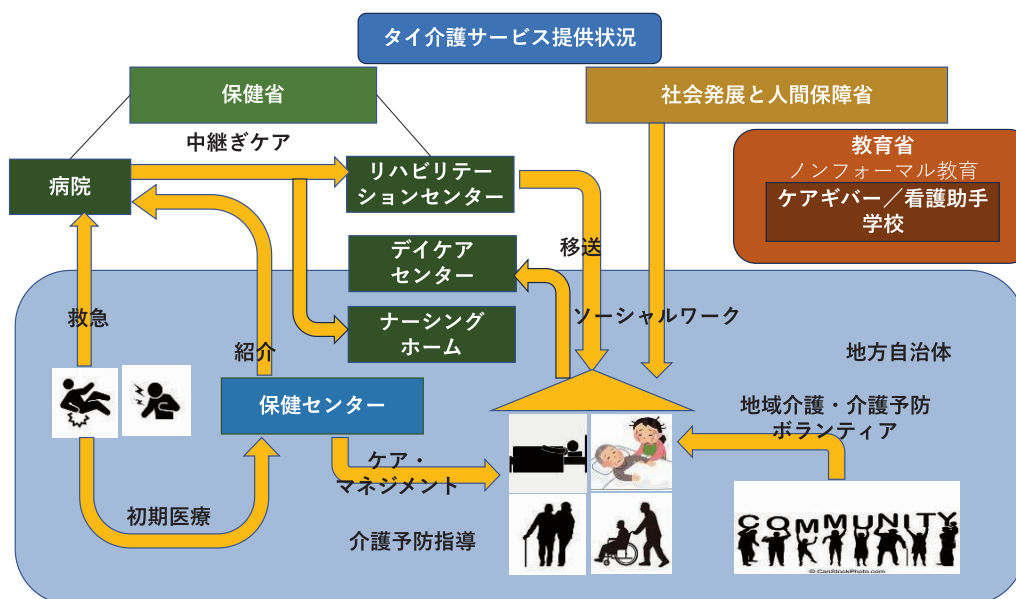 タイ介護サービス提供状況
保健省
社会発展と人間保障省
教育省
ノンフォーマル教育
ケアギバー／看護助手
学校
中継ぎケア
病院
リハビリテー
ションセンター
移送
デイケア
センター
ソーシャルワーク
ナーシング
ホーム
救急
紹介
地方自治体
保健センター
地域介護・介護予防
ボランティア
ケア・
マネジメント
初期医療
介護予防指導
COMMUNITY
© CanStockPhoto.com